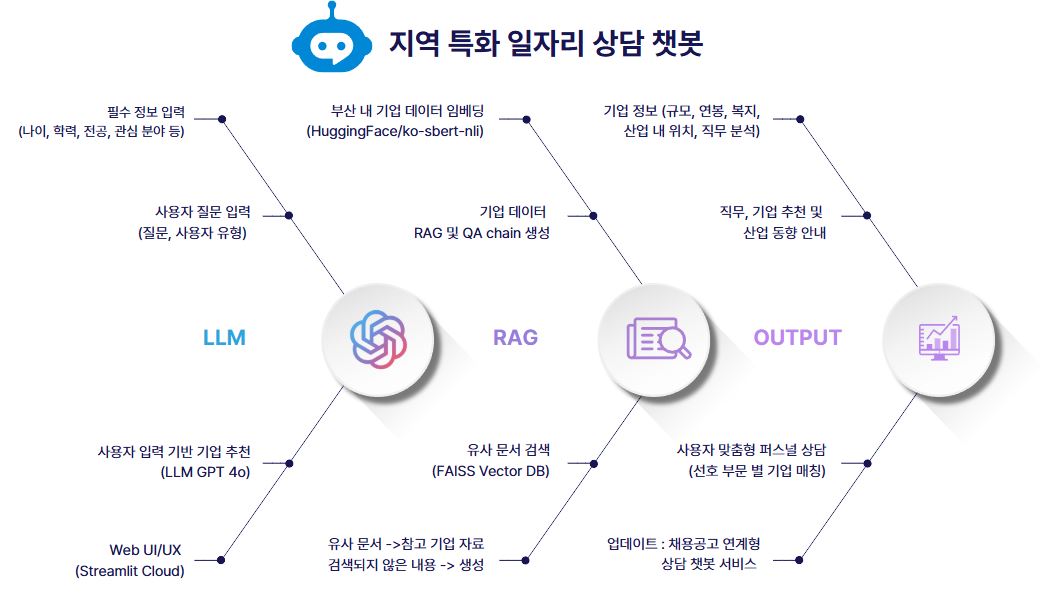 지역 특화 일자리 상담 챗봇
필수 정보 입력
(나이, 학력, 전공, 관심 분야 등)
사용자 질문 입력
(질문, 사용자 유형)
LLM
사용자 입력 기반 기업 추천
(LLM GPT 4o)
Web UI/UX
(Streamlit Cloud)
부산 내 기업 데이터 임베딩
(HuggingFace/ko-sbert-nli)
기업 데이터
RAG 및 QA chain 생성
RAG
유사 문서 검색
(FAISS Vector DB)
유사 문서 ->참고 기업 자료
검색되지 않은 내용 -> 생성
기업 정보 (규모, 연봉, 복지,
산업 내 위치, 직무 분석)
직무, 기업 추천 및
산업 동향 안내
OUTPUT
사용자 맞춤형 퍼스널 상담
(선호 부문 별 기업 매칭)
업데이트 : 채용공고 연계형
상담 챗봇 서비스